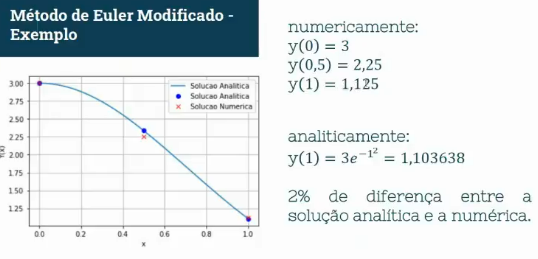 Método de Euler Modificado -
Exemplo
numericamente:
y(0) = 3
y(0,5) = 2,25
y(1) = 1,125
analiticamente:
y(1) = 3e^{-1^2} = 1,103638
2% de diferença entre a
solução analítica e a numérica.
Solucao Analitica
Solucao Analitica
Solucao Numerica
3.00
2.75
2.50
2.25
2.00
1.75
1.50
1.25
0.0 0.2 0.4 0.6 0.8 1.0
x